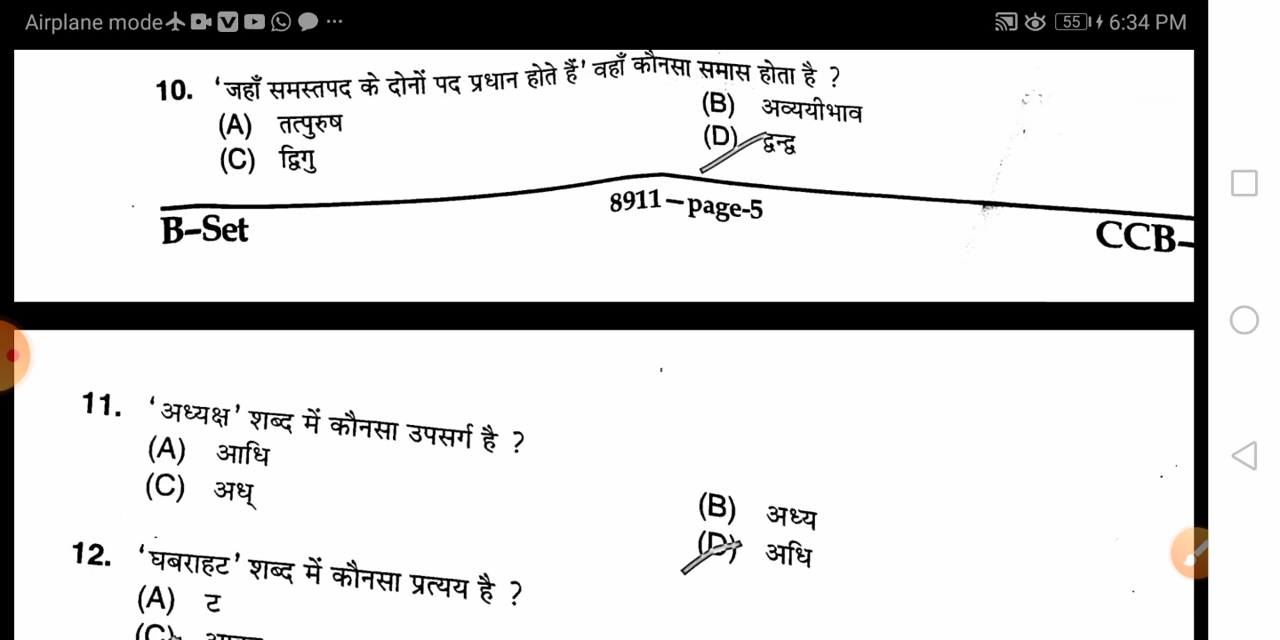 Airplane mode 55 6:34 PM
10. ‘जहाँ समस्तपद के दोनों पद प्रधान होते हैं’ वहाँ कौनसा समास होता है ?
(A) तत्पुरुष (B) अव्ययीभाव
(C) द्विगु (D) द्वन्द्व
8911–page-5
B–Set CCB–
11. ‘अध्यक्ष’ शब्द में कौनसा उपसर्ग है ?
(A) आधि (B) अध्य
(C) अध् (D) अधि
12. ‘घबराहट’ शब्द में कौनसा प्रत्यय है ?
(A) ट
(C)